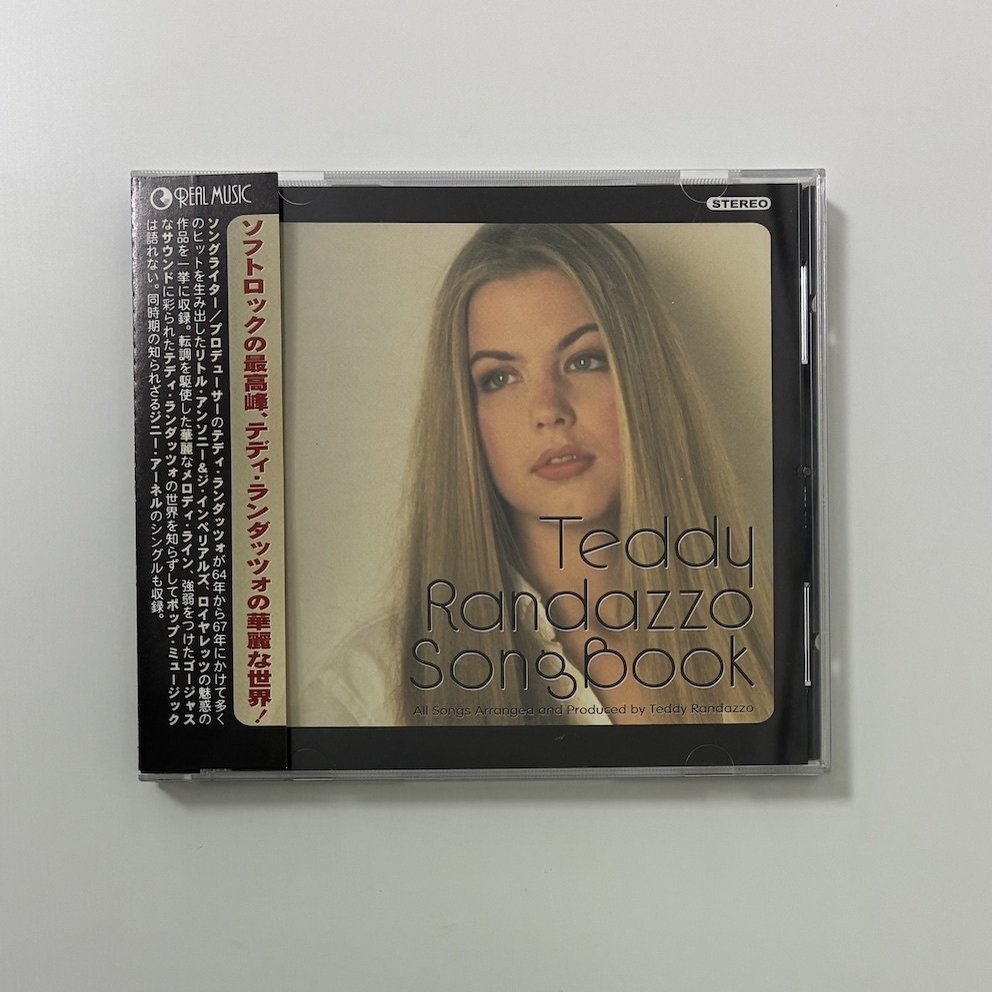 REAL MUSIC
ソフトロックの最高峰、テディ・ランダッツォの華麗な世界!
ソングライター/プロデューサーのテディ・ランダッツォが64年から67年にかけて多く
のヒットを生み出したリトル・アンソニー&ジ・インペリアルズ、ロイヤレッツの魅惑の
作品を一挙に収録。転調を駆使した華麗なメロディ・ライン、強弱をつけたゴージャス
なサウンドに彩られたテディ・ランダッツォの世界を知らずしてポップ・ミュージック
は語れない。同時期の知られざるジニー・アーネルのシングルも収録。
STEREO
Teddy
Randazzo
SongBook
All Songs Arranged and Produced by Teddy Randazzo